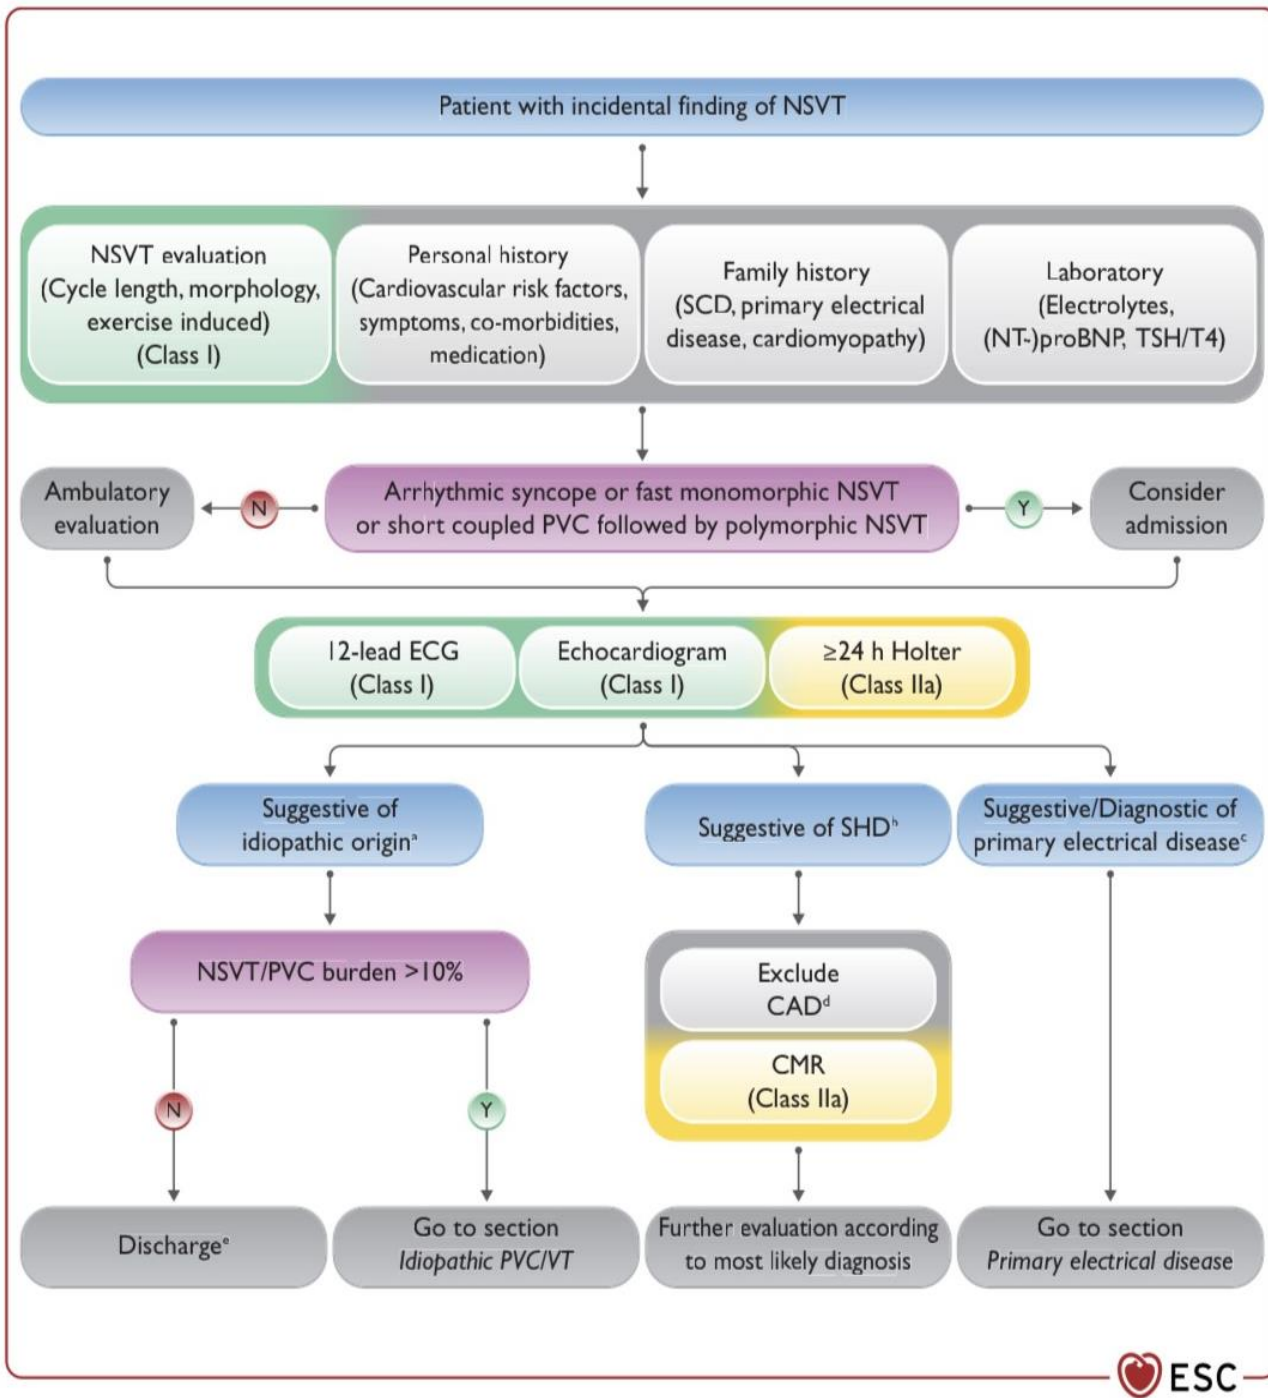 Patient with incidental finding of NSVT
NSVT evaluation
(Cycle length, morphology,
exercise induced)
(Class I)
Personal history
(Cardiovascular risk factors,
symptoms, co-morbidities,
medication)
Family history
(SCD, primary electrical
disease, cardiomyopathy)
Laboratory
(Electrolytes,
(NT-)proBNP, TSH/T4)
Ambulatory
evaluation
N
Arrhythmic syncope or fast monomorphic NSVT
or short coupled PVC followed by polymorphic NSVT
Y
Consider
admission
12-lead ECG
(Class I)
Echocardiogram
(Class I)
≥24 h Holter
(Class IIa)
Suggestive of
idiopathic originᵃ
Suggestive of SHDᵇ
Suggestive/Diagnostic of
primary electrical diseaseᶜ
NSVT/PVC burden >10%
Exclude
CADᵈ
CMR
(Class IIa)
N
Y
Dischargeᵉ
Go to section
Idiopathic PVC/VT
Further evaluation according
to most likely diagnosis
Go to section
Primary electrical disease
ESC